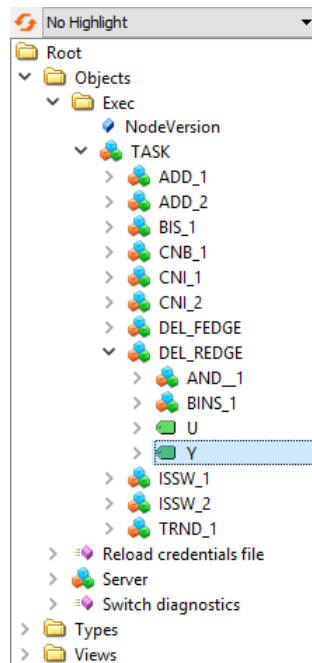 No Highlight
Root
Objects
Exec
NodeVersion
TASK
ADD_1
ADD_2
BIS_1
CNB_1
CNI_1
CNI_2
DEL_FEDGE
DEL_REDGE
AND__1
BINS_1
U
Y
ISSW_1
ISSW_2
TRND_1
Reload credentials file
Server
Switch diagnostics
Types
Views